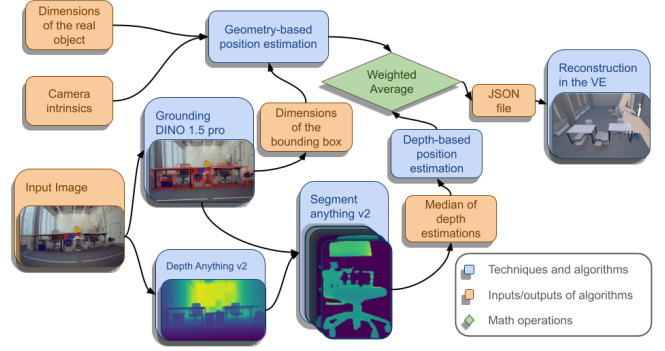 Dimensions
of the real
object
Geometry-based
position estimation
Camera
intrinsics
Weighted
Average
JSON
file
Reconstruction
in the VE
Grounding
DINO 1.5 pro
Dimensions
of the
bounding box
Depth-based
position
estimation
Input Image
Segment
anything v2
Median of
depth
estimations
Depth Anything v2
Techniques and algorithms
Inputs/outputs of algorithms
Math operations